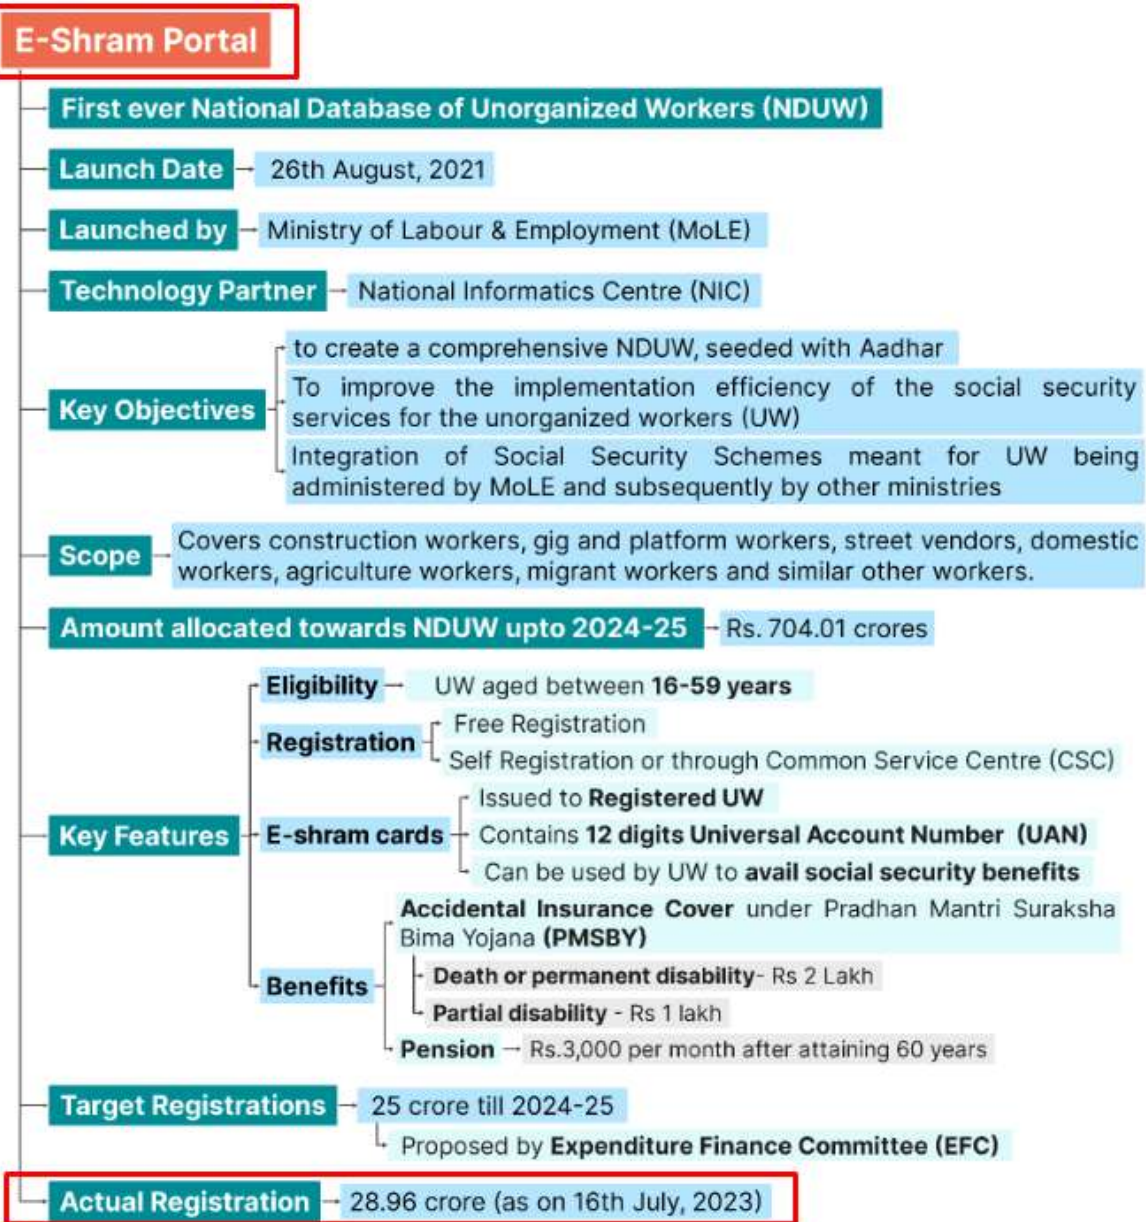 E-Shram Portal
First ever National Database of Unorganized Workers (NDUW)
Launch Date
26th August, 2021
Launched by
Ministry of Labour & Employment (MoLE)
Technology Partner
National Informatics Centre (NIC)
Key Objectives
to create a comprehensive NDUW, seeded with Aadhar
To improve the implementation efficiency of the social security
services for the unorganized workers (UW)
Integration of Social Security Schemes meant for UW being
administered by MoLE and subsequently by other ministries
Scope
Covers construction workers, gig and platform workers, street vendors, domestic
workers, agriculture workers, migrant workers and similar other workers.
Amount allocated towards NDUW upto 2024-25
Rs. 704.01 crores
Key Features
Eligibility
UW aged between 16-59 years
Registration
Free Registration
Self Registration or through Common Service Centre (CSC)
E-shram cards
Issued to Registered UW
Contains 12 digits Universal Account Number (UAN)
Can be used by UW to avail social security benefits
Benefits
Accidental Insurance Cover under Pradhan Mantri Suraksha
Bima Yojana (PMSBY)
Death or permanent disability- Rs 2 Lakh
Partial disability - Rs 1 lakh
Pension
Rs.3,000 per month after attaining 60 years
Target Registrations
25 crore till 2024-25
Proposed by Expenditure Finance Committee (EFC)
Actual Registration
28.96 crore (as on 16th July, 2023)